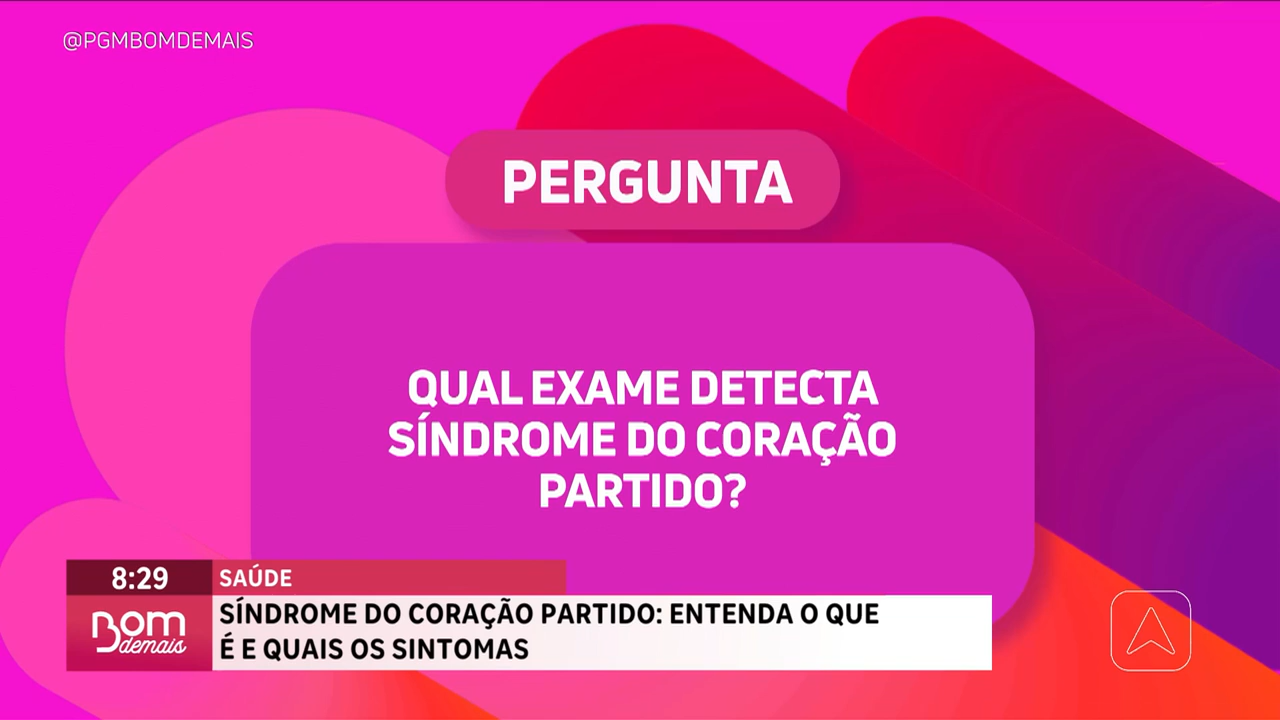 @PGMBOMDEMAIS
PERGUNTA
QUAL EXAME DETECTA
SÍNDROME DO CORAÇÃO
PARTIDO?
8:29
SAÚDE
BOM
demais
SÍNDROME DO CORAÇÃO PARTIDO: ENTENDA O QUE
É E QUAIS OS SINTOMAS